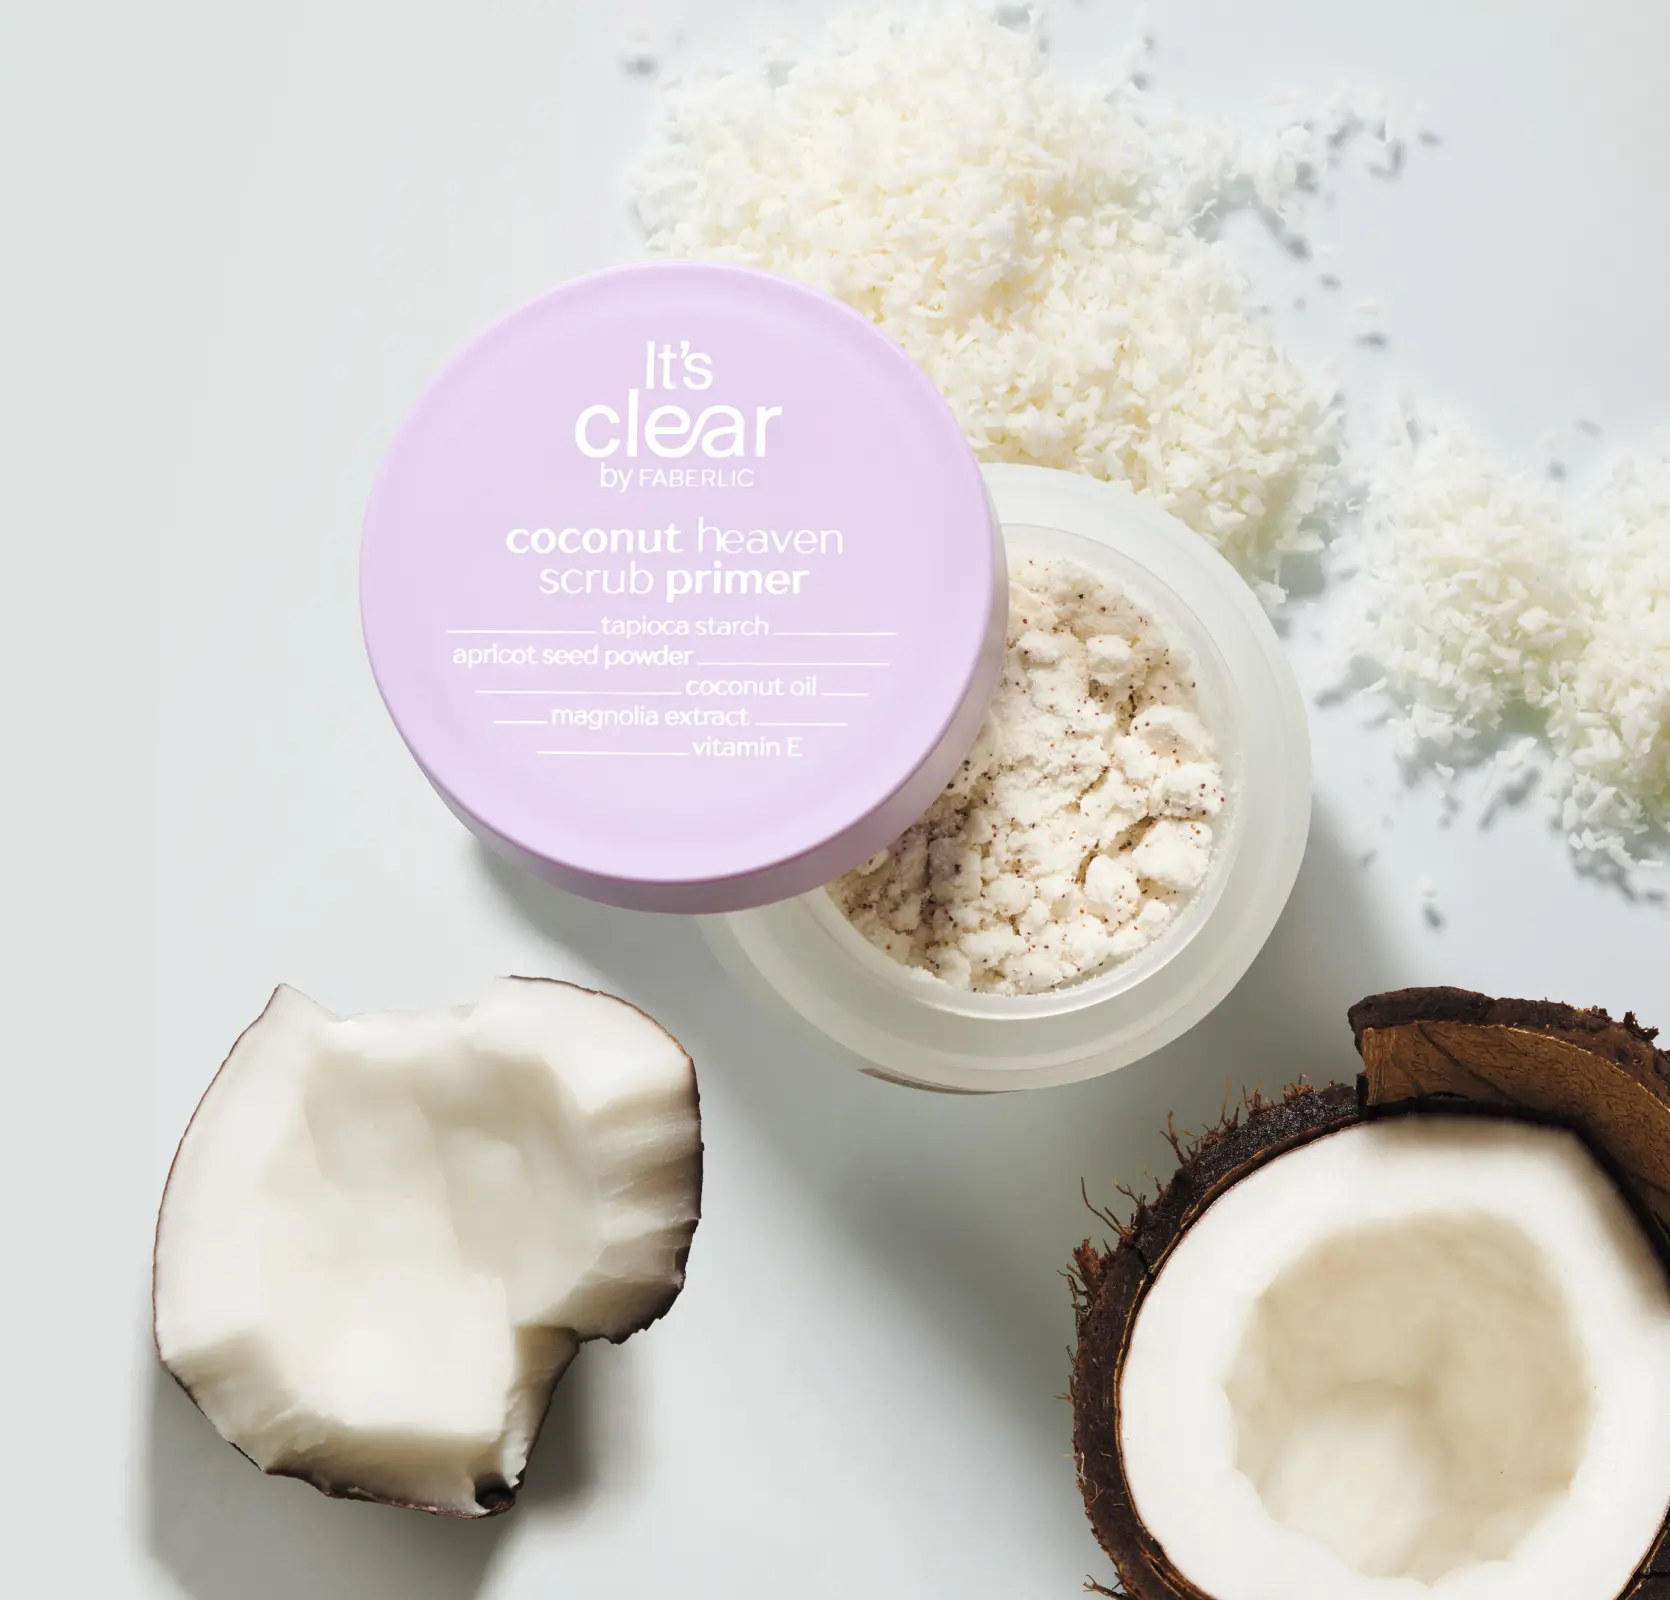 It's
clear
by FABERLIC
coconut heaven
scrub primer
tapioca starch
apricot seed powder
coconut oil
magnolia extract
vitamin E